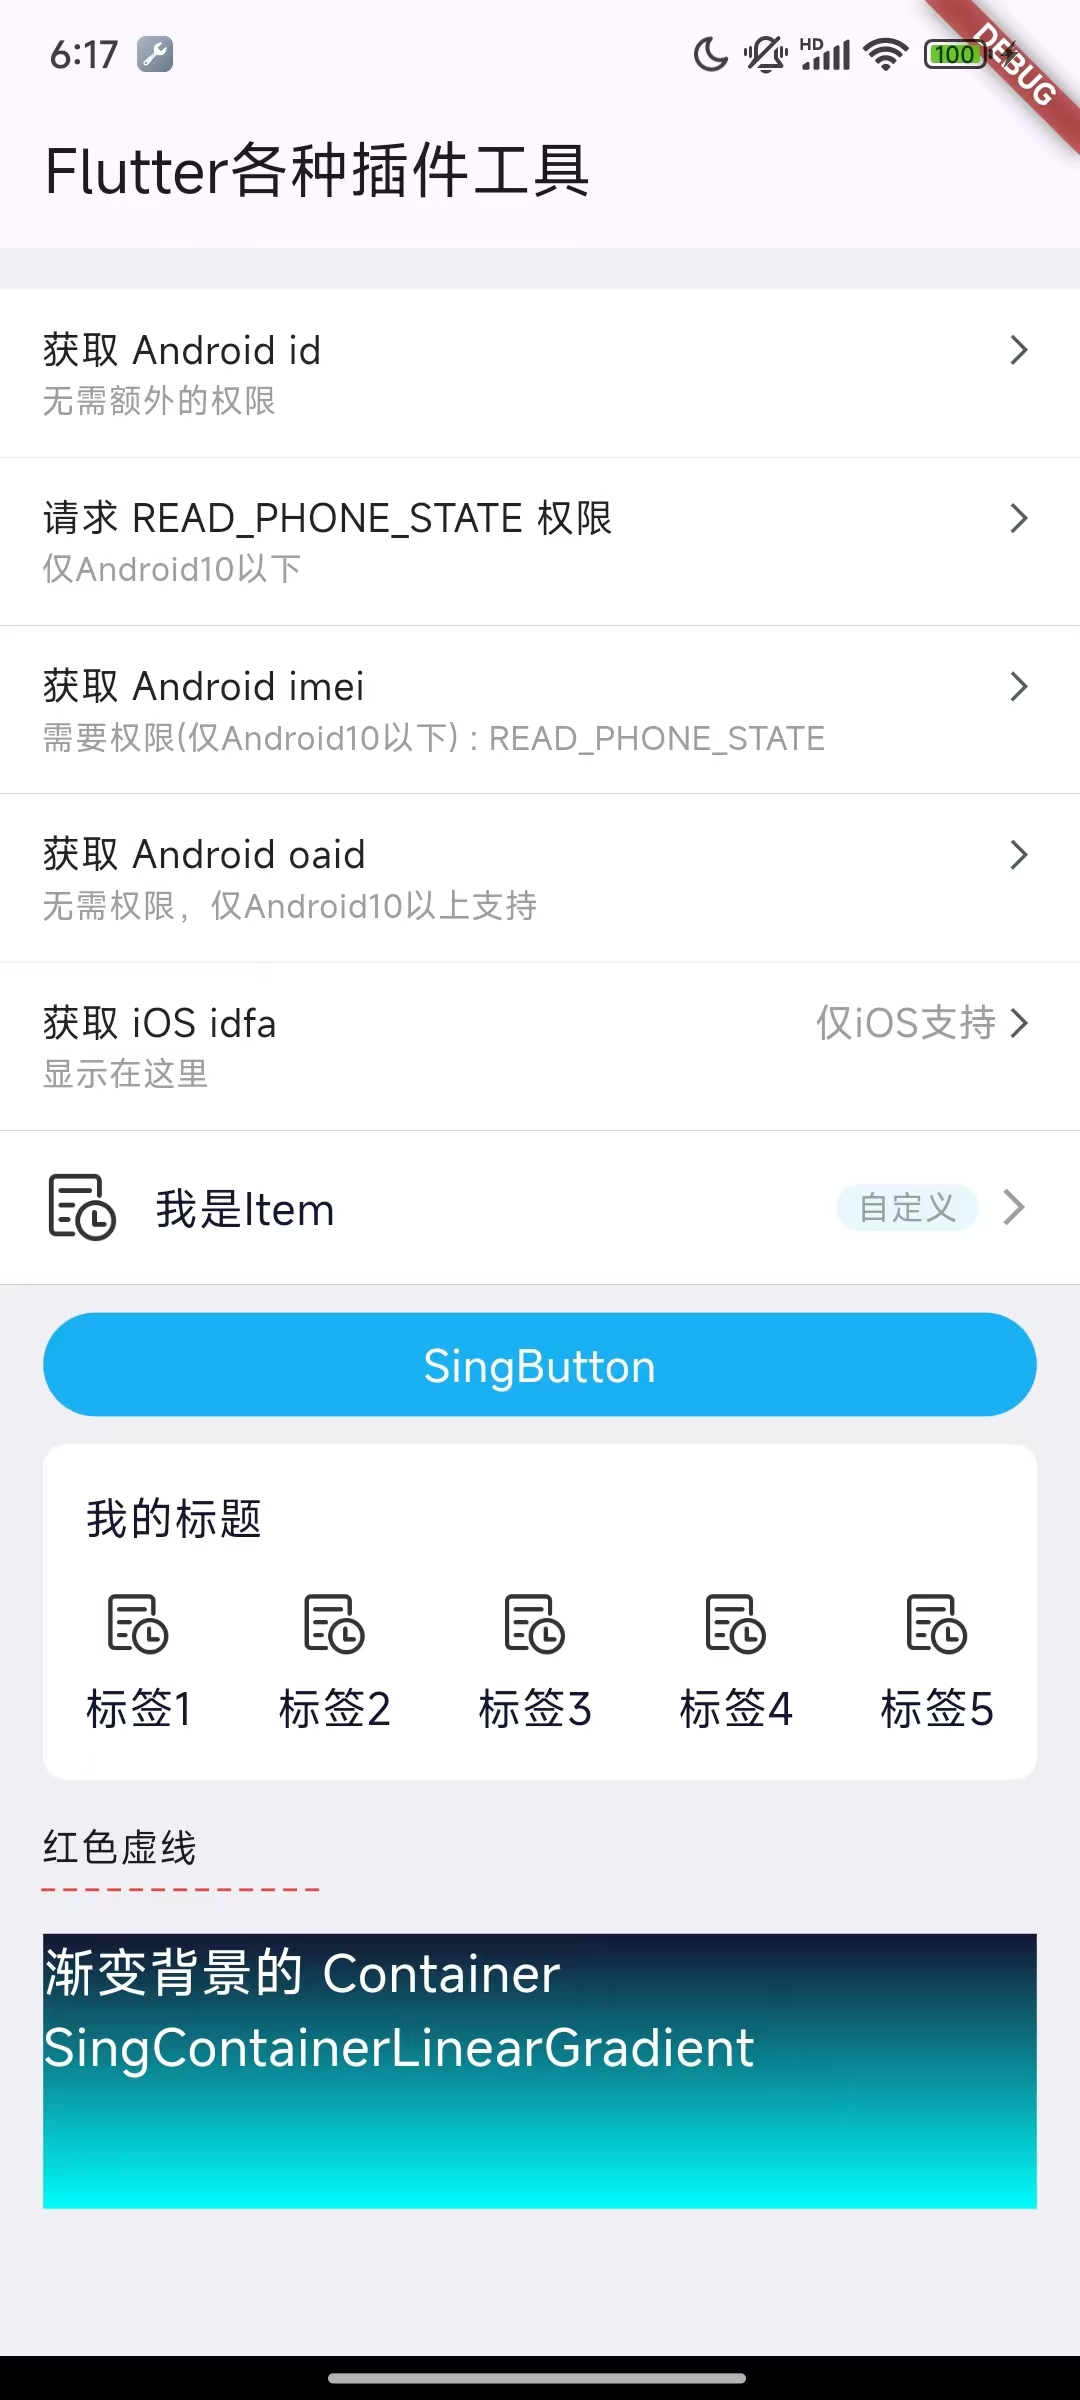 6:17
HD
100
DEBUG
Flutter各种插件工具
获取 Android id
无需额外的权限
请求 READ_PHONE_STATE 权限
仅Android10以下
获取 Android imei
需要权限(仅Android10以下) : READ_PHONE_STATE
获取 Android oaid
无需权限，仅Android10以上支持
获取 iOS idfa
仅iOS支持
显示在这里
我是Item
自定义
SingButton
我的标题
标签1 标签2 标签3 标签4 标签5
红色虚线
渐变背景的 Container
SingContainerLinearGradient